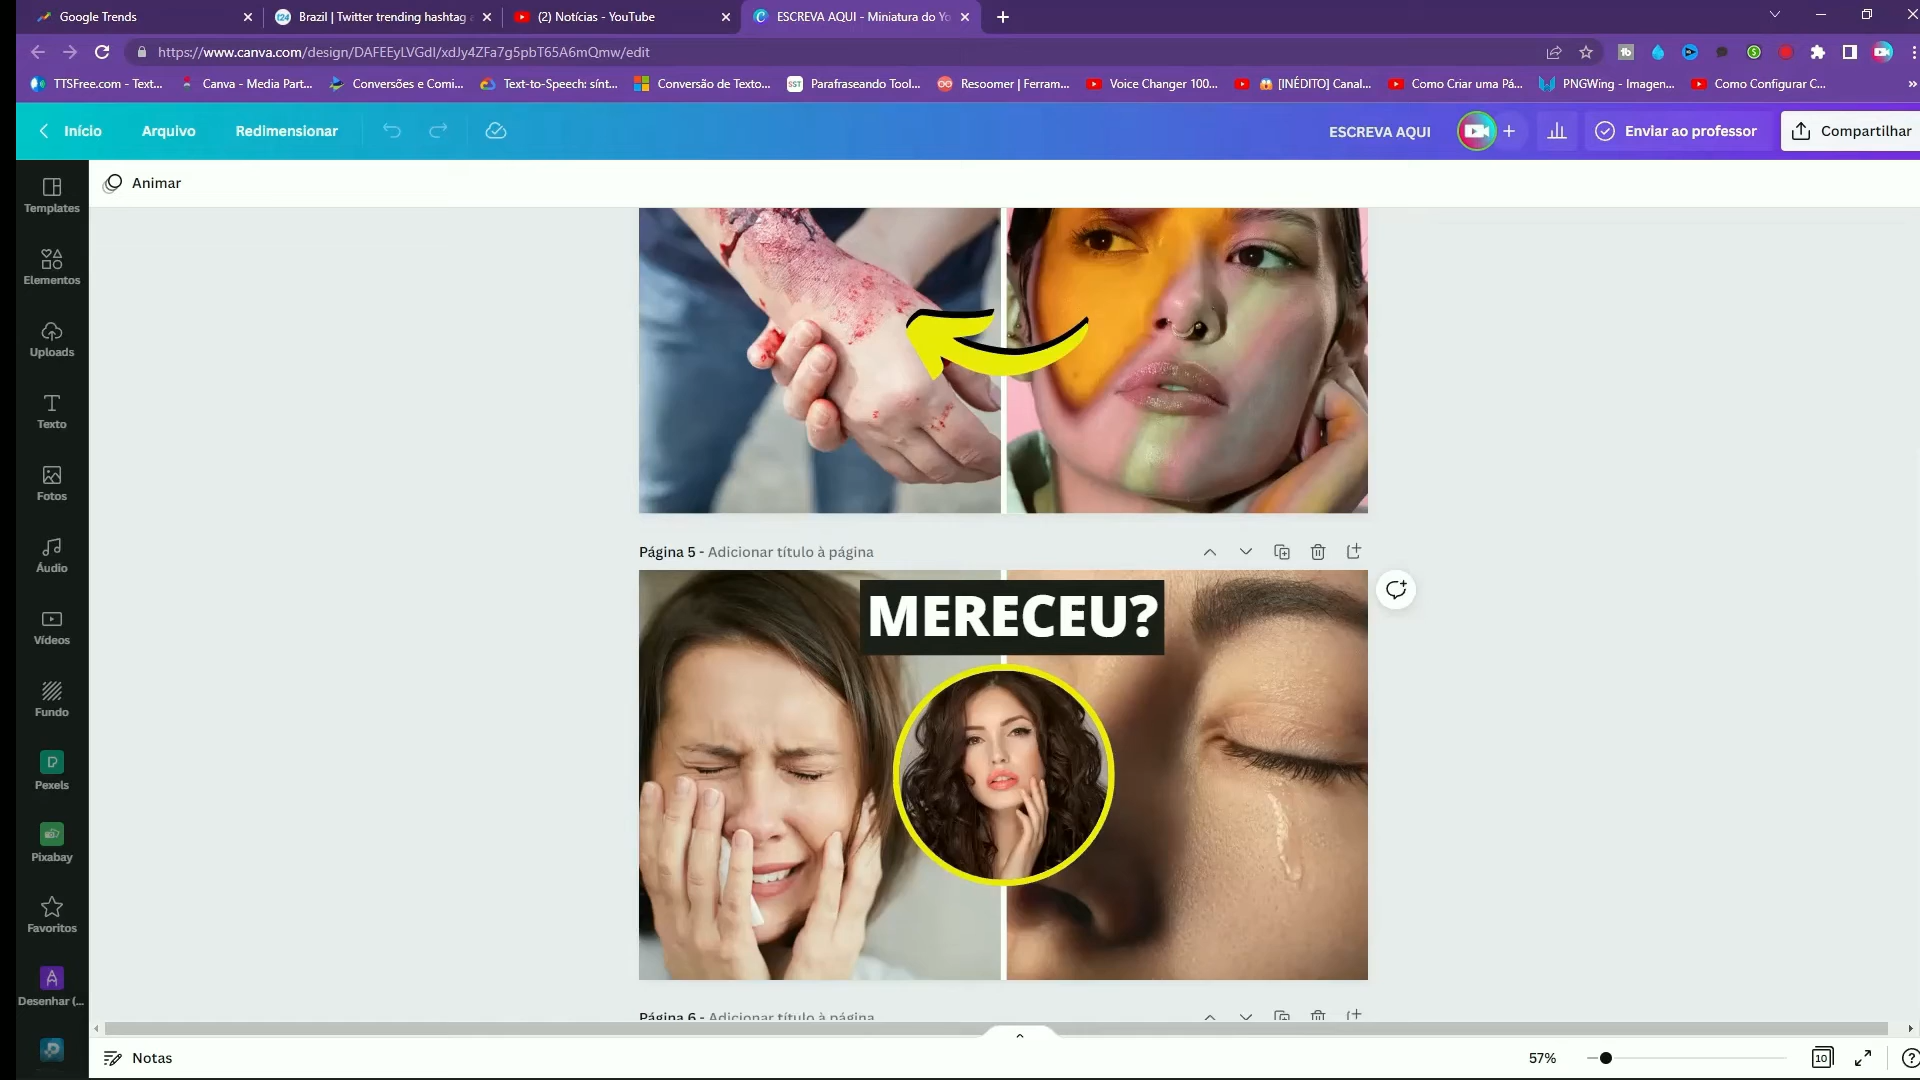 Google Trends
Brazil | Twitter trending hashtag
(2) Notícias - YouTube
ESCREVA AQUI - Miniatura do Yo
https://www.canva.com/design/DAFEEyLVGdI/xdJy4ZFa7g5pbT65A6mQmw/edit
TTSFree.com - Text...
Canva - Media Part...
Conversões e Comi...
Text-to-Speech: sínt...
Conversão de Texto...
Parafraseando Tool...
Resoomer | Ferram...
Voice Changer 100...
[INÉDITO] Canal...
Como Criar uma Pá...
PNGWing - Imagen...
Como Configurar C...
»
Início
Arquivo
Redimensionar
ESCREVA AQUI
Enviar ao professor
Compartilhar
Animar
Templates
Elementos
Uploads
Texto
Fotos
Áudio
Vídeos
Fundo
Pexels
Pixabay
Favoritos
Desenhar (...
Página 5 - Adicionar título à página
MERECEU?
Página 6 - Adicionar título à página
Notas
57%
10